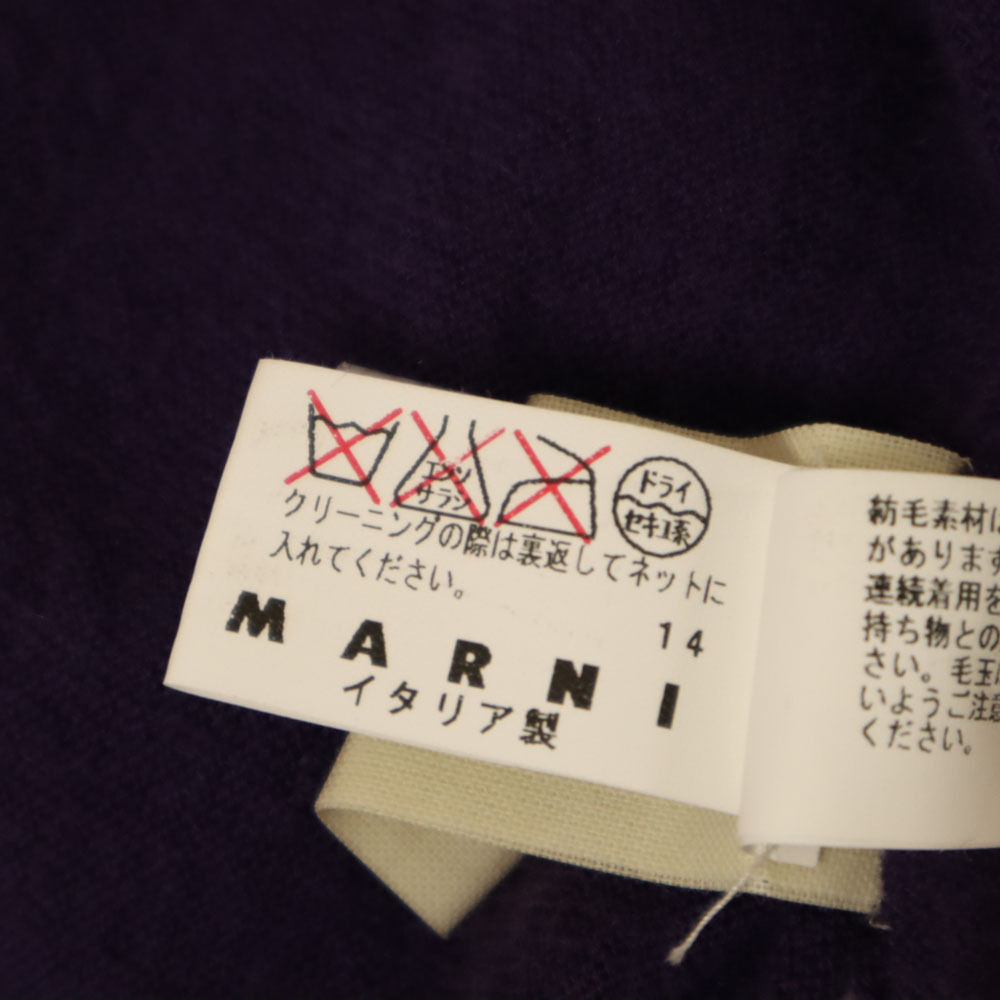 エンソ
サラシ
ドライ
セキユ系
クリーニングの際は裏返してネットに
入れてください。
14
MARNI
イタリア製
紡毛素材に
があります
連続着用を
持ち物との
さい。毛玉
いようご注意
ください。